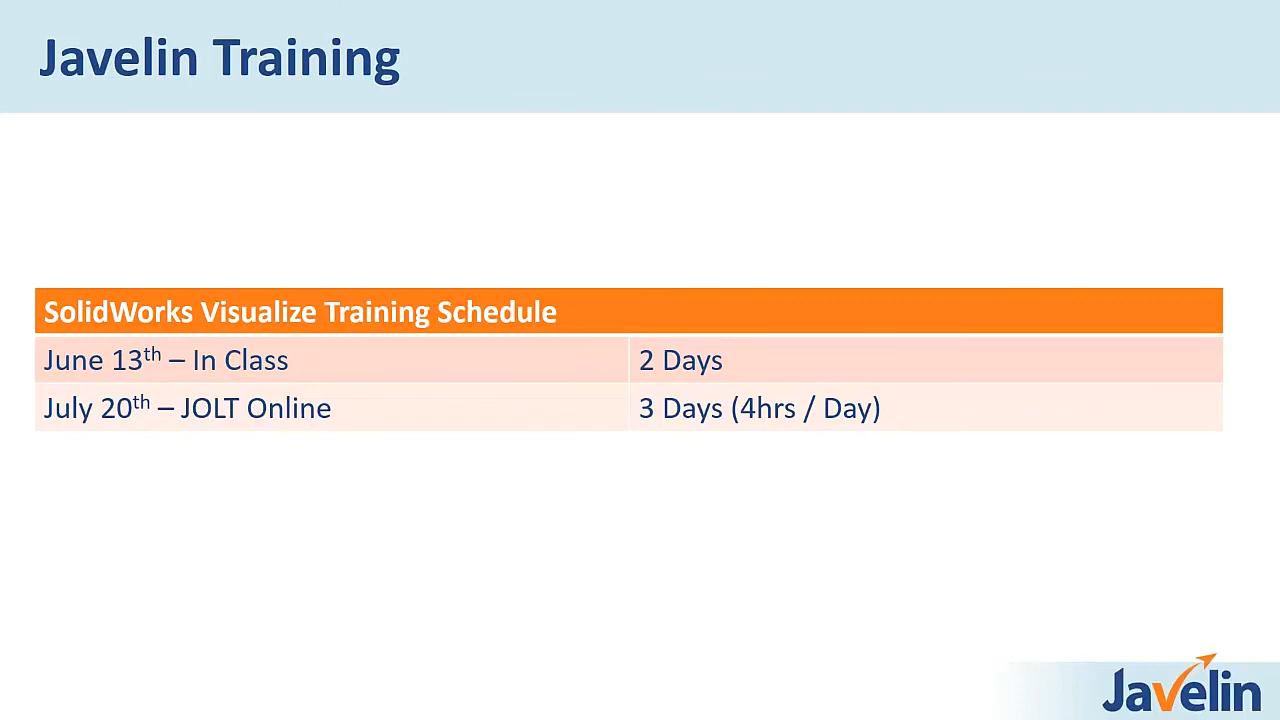 Javelin Training
SolidWorks Visualize Training Schedule
June 13th – In Class 2 Days
July 20th – JOLT Online 3 Days (4hrs / Day)
Javelin